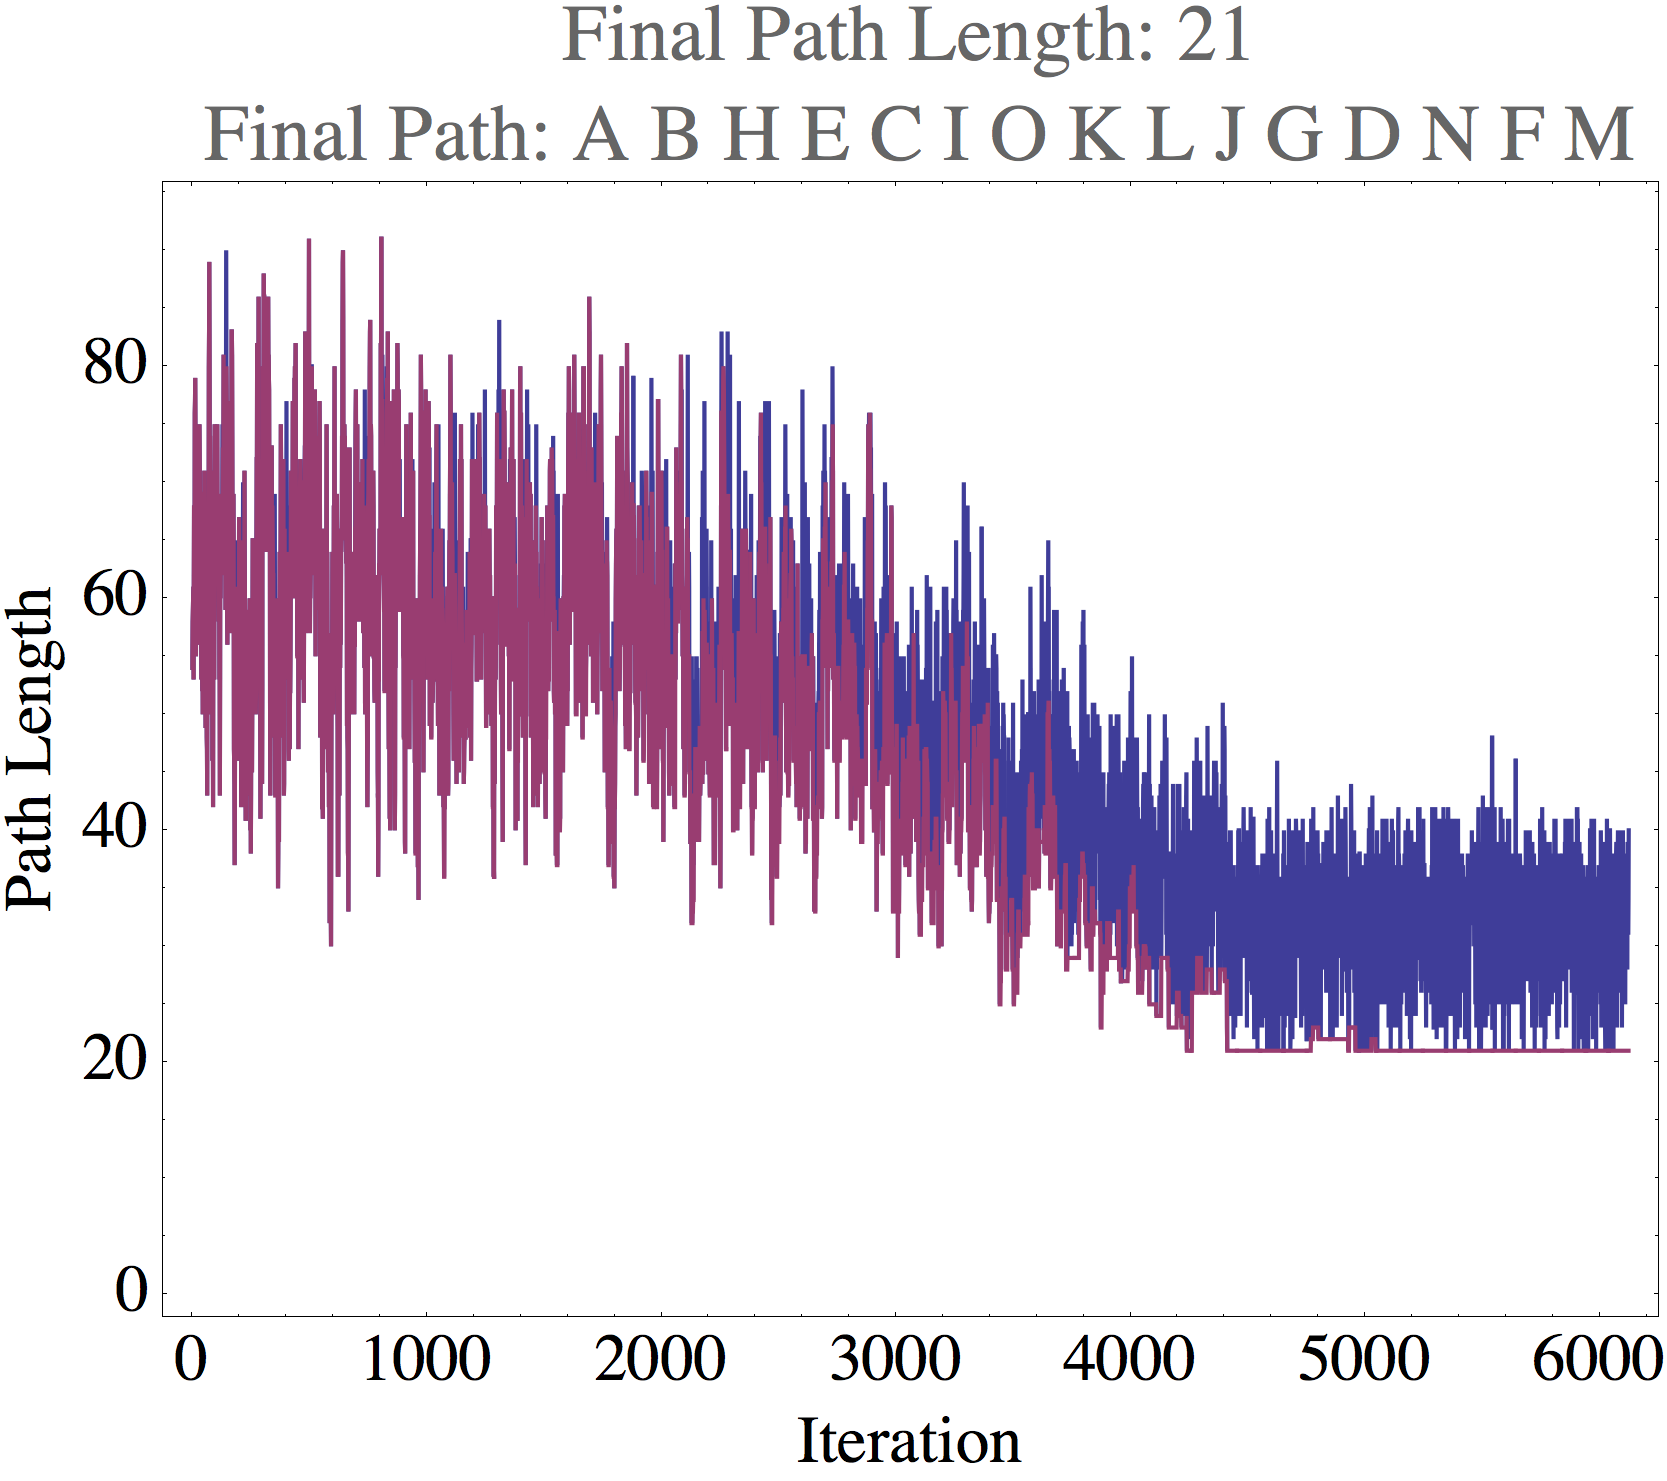 Final Path Length: 21
Final Path: A B H E C I O K L J G D N F M
80
60
40
20
0
Path Length
0 1000 2000 3000 4000 5000 6000
Iteration